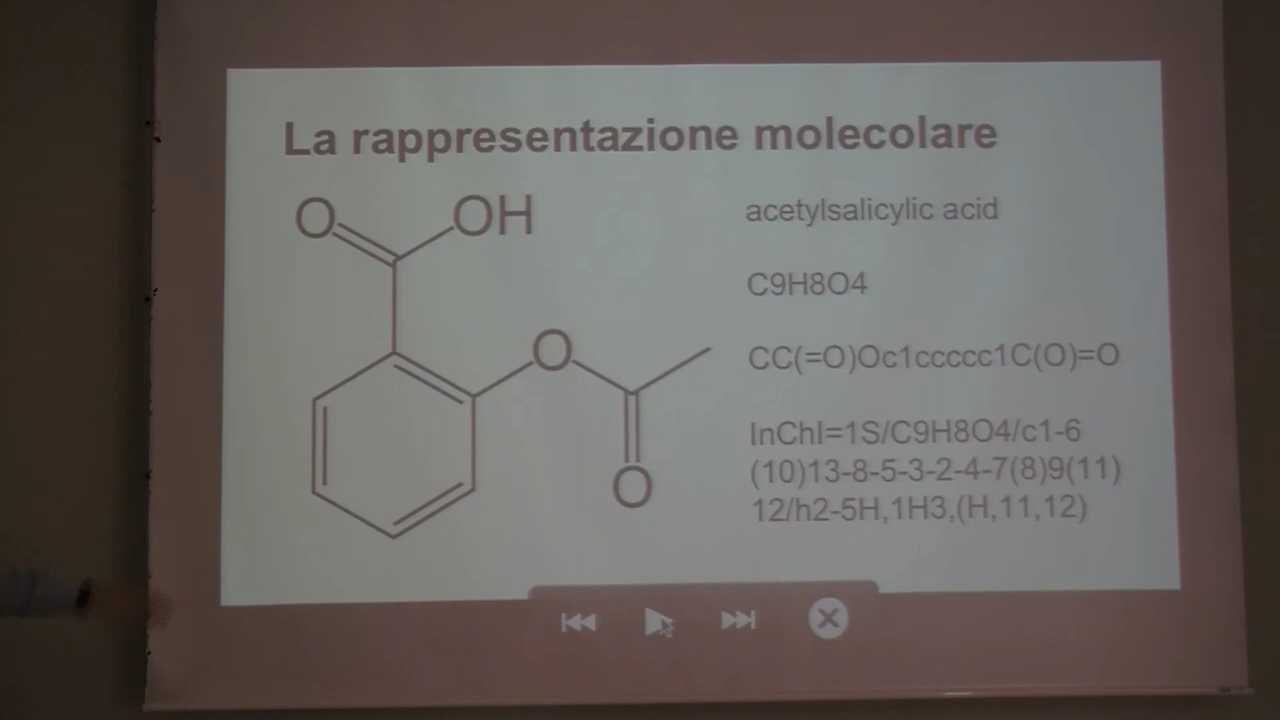 La rappresentazione molecolare
O
OH
O
O
acetylsalicylic acid
C9H8O4
CC(=O)Oc1ccccc1C(O)=O
InChI=1S/C9H8O4/c1-6
(10)13-8-5-3-2-4-7(8)9(11)
12/h2-5H,1H3,(H,11,12)